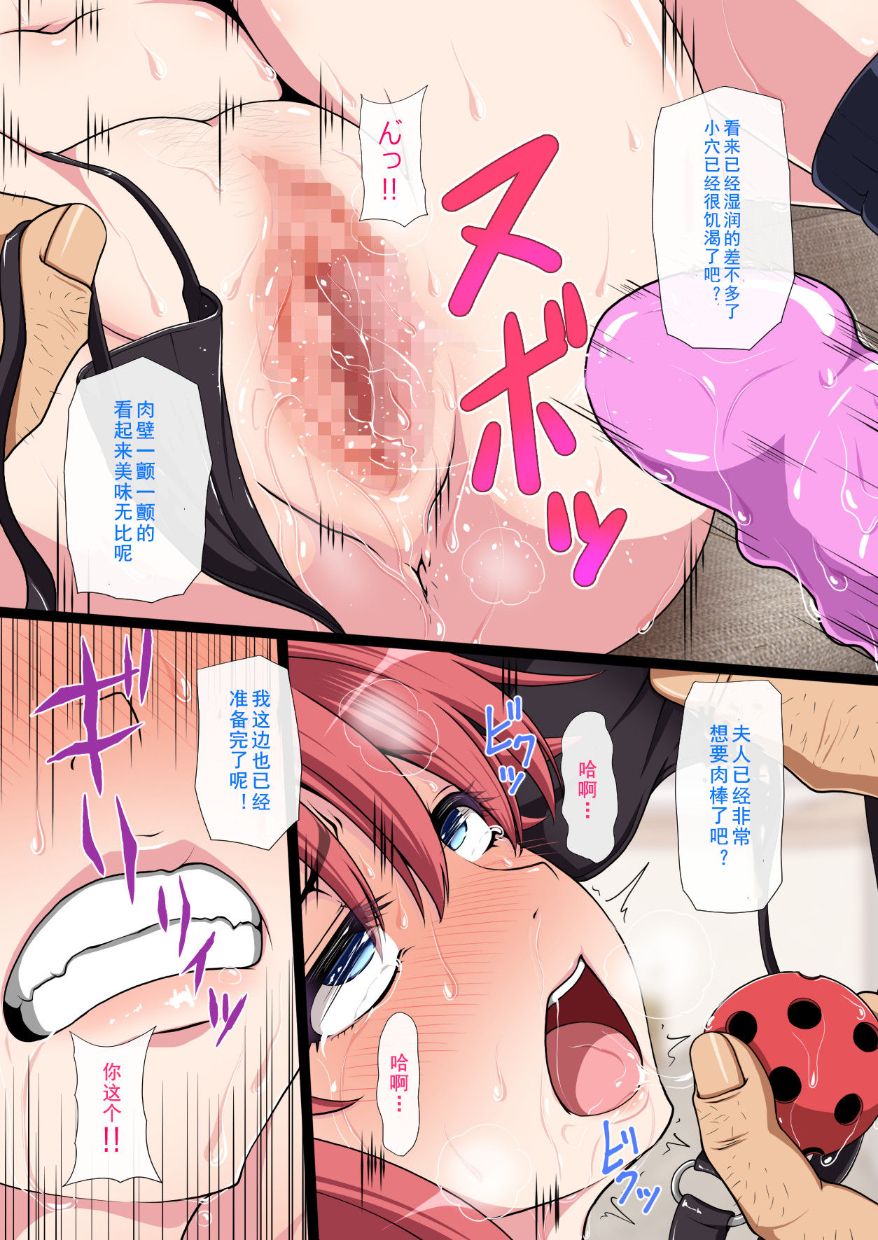 看来已经湿润的差不多了
小穴已经很饥渴了吧?
ん゛っ!!
ヌボッ
肉壁一颤一颤的
看起来美味无比呢
夫人已经非常
想要肉棒了吧?
哈啊…
ビクッ
哈啊…
ビクッ
我这边也已经
准备完了呢!
ギリィッ
你这个!!